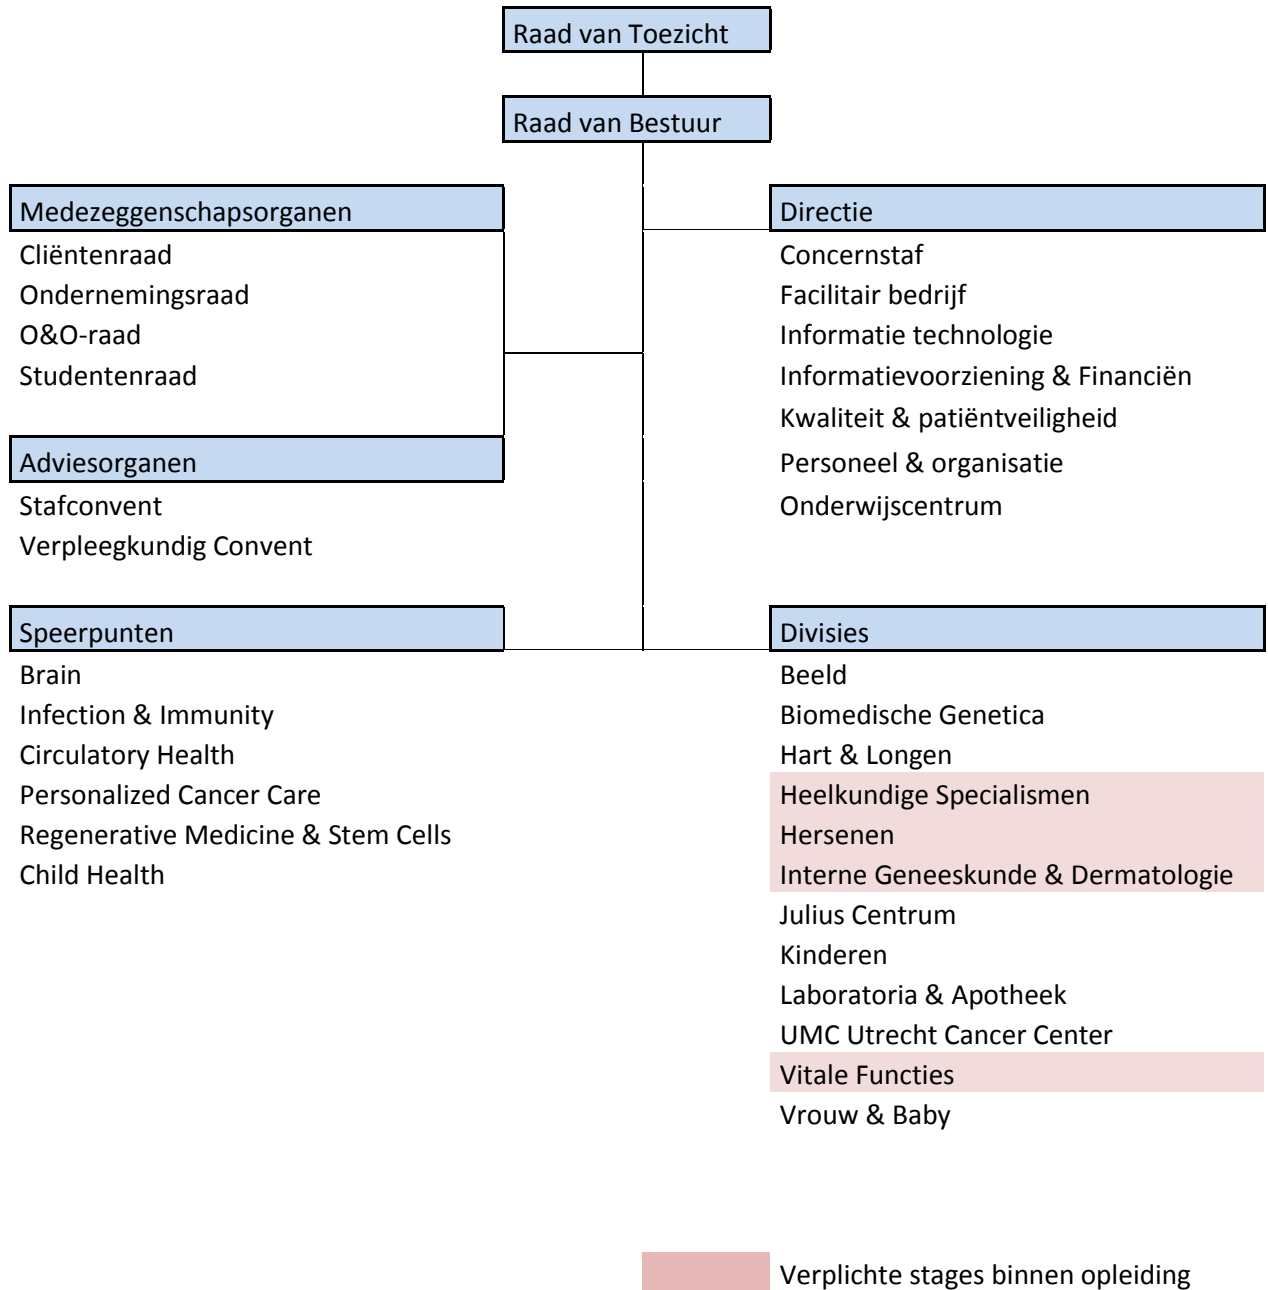 Raad van Toezicht
Raad van Bestuur
Medezeggenschapsorganen
Cliëntenraad
Ondernemingsraad
O&O-raad
Studentenraad
Adviesorganen
Stafconvent
Verpleegkundig Convent
Directie
Concernstaf
Facilitair bedrijf
Informatie technologie
Informatievoorziening & Financiën
Kwaliteit & patiëntveiligheid
Personeel & organisatie
Onderwijscentrum
Speerpunten
Brain
Infection & Immunity
Circulatory Health
Personalized Cancer Care
Regenerative Medicine & Stem Cells
Child Health
Divisies
Beeld
Biomedische Genetica
Hart & Longen
Heelkundige Specialismen
Hersenen
Interne Geneeskunde & Dermatologie
Julius Centrum
Kinderen
Laboratoria & Apotheek
UMC Utrecht Cancer Center
Vitale Functies
Vrouw & Baby
Verplichte stages binnen opleiding